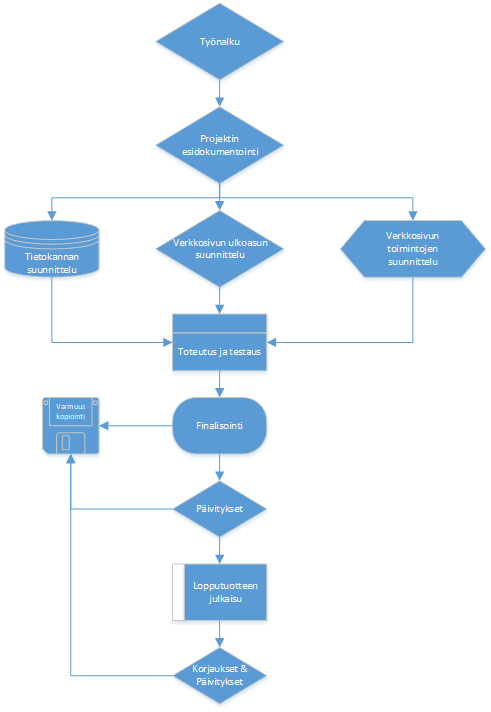 Työnalku
Projektin
esidokumentointi
Tietokannan
suunnittelu
Verkkosivun ulkoasun
suunnittelu
Verkkosivun
toimintojen
suunnittelu
Toteutus ja testaus
Varmuus
kopiointi
Finalisointi
Päivitykset
Lopputuotteen
julkaisu
Korjaukset &
Päivitykset